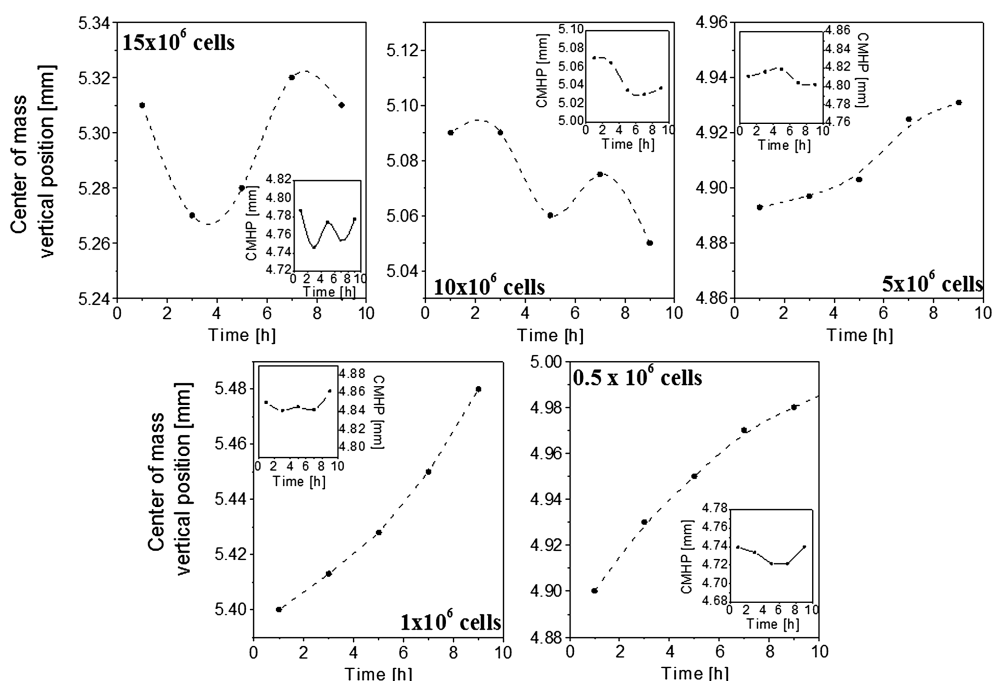 15x10⁶ cells
Center of mass
vertical position [mm]
5.34
5.32
5.30
5.28
5.26
5.24
0 2 4 6 8 10
Time [h]
CMHP [mm]
4.82
4.80
4.78
4.76
4.74
4.72
0 2 4 6 8 10
Time [h]
10x10⁶ cells
5.12
5.10
5.08
5.06
5.04
0 2 4 6 8 10
Time [h]
CMHP [mm]
5.10
5.08
5.06
5.04
5.02
5.00
0 2 4 6 8 10
Time [h]
5x10⁶ cells
4.96
4.94
4.92
4.90
4.88
4.86
0 2 4 6 8 10
Time [h]
CMHP [mm]
4.86
4.84
4.82
4.80
4.78
4.76
0 2 4 6 8 10
Time [h]
1x10⁶ cells
Center of mass
vertical position [mm]
5.48
5.46
5.44
5.42
5.40
0 2 4 6 8 10
Time [h]
CMHP [mm]
4.88
4.86
4.84
4.82
4.80
0 2 4 6 8 10
Time [h]
0.5 x 10⁶ cells
5.00
4.98
4.96
4.94
4.92
4.90
4.88
0 2 4 6 8 10
Time [h]
CMHP [mm]
4.78
4.76
4.74
4.72
4.70
4.68
0 2 4 6 8 10
Time [h]